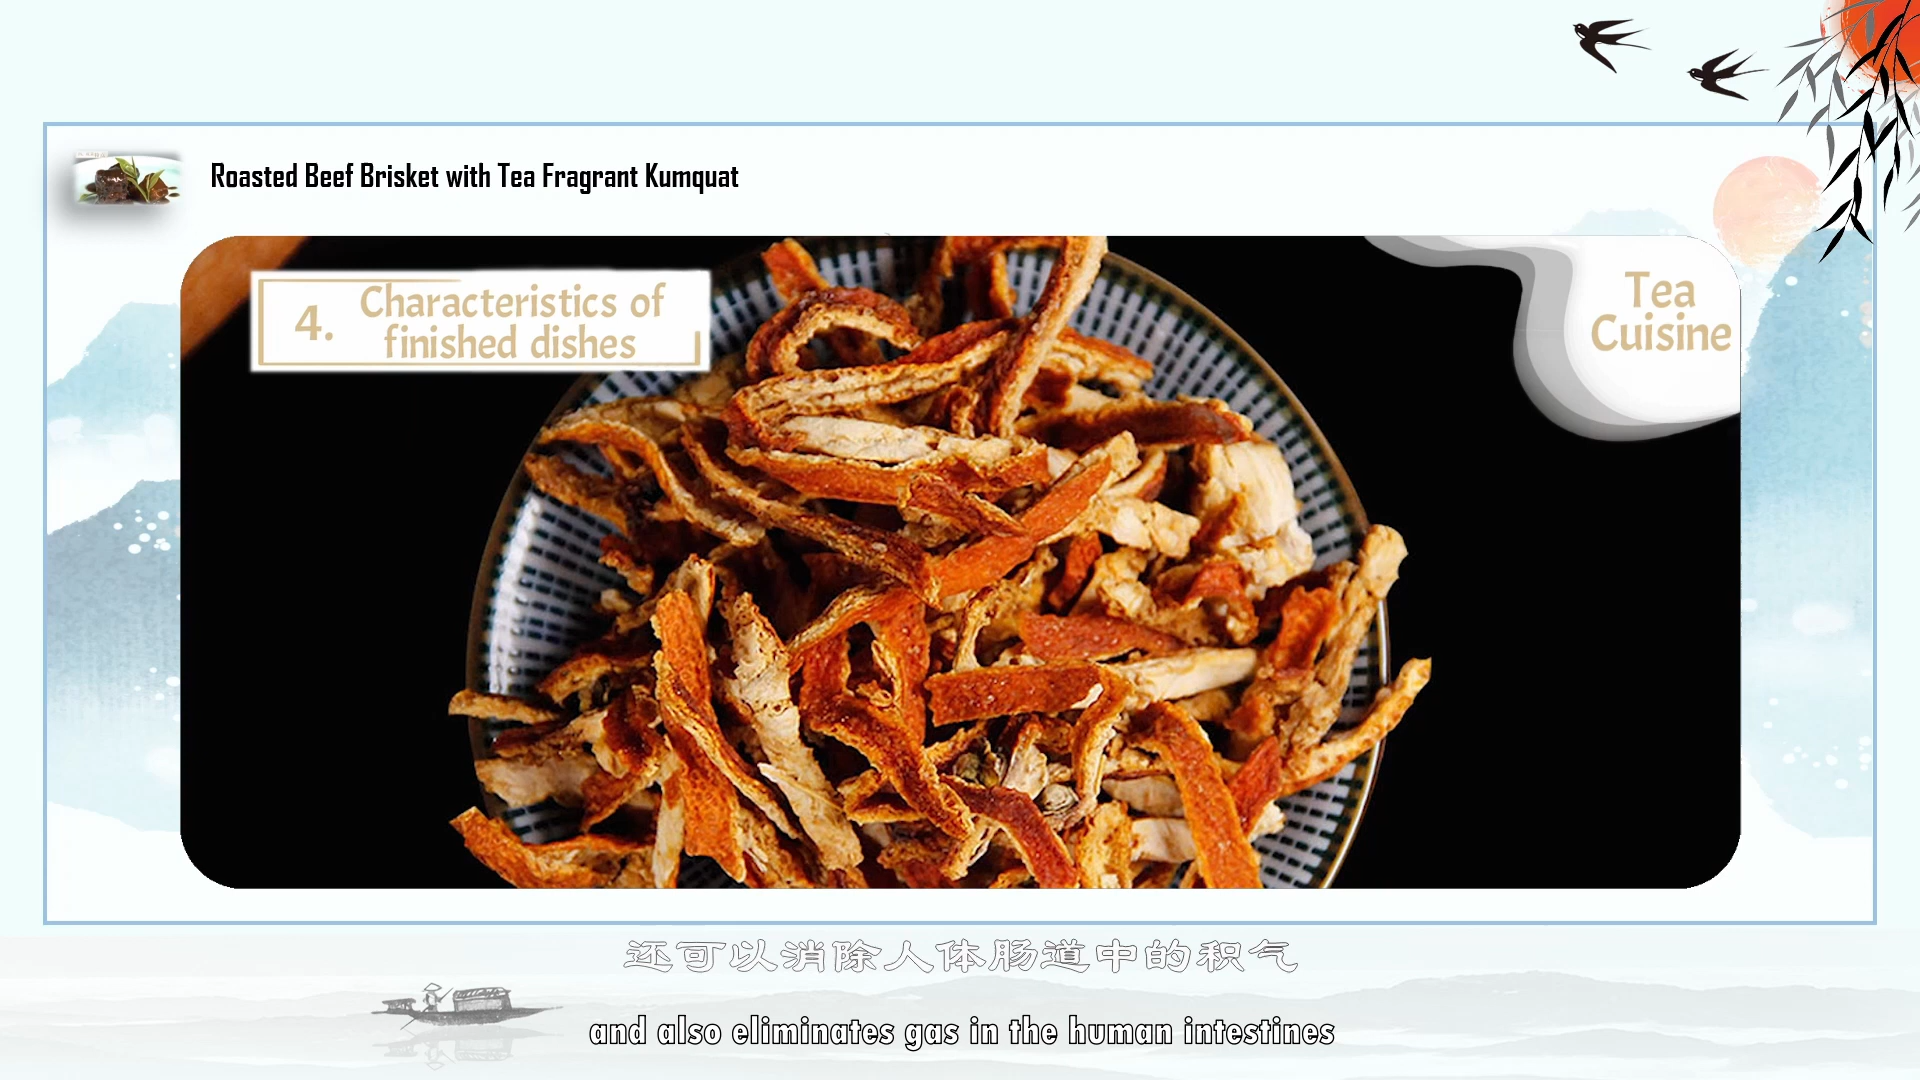 Roasted Beef Brisket with Tea Fragrant Kumquat
4. Characteristics of
finished dishes
Tea
Cuisine
还可以消除人体肠道中的积气
and also eliminates gas in the human intestines